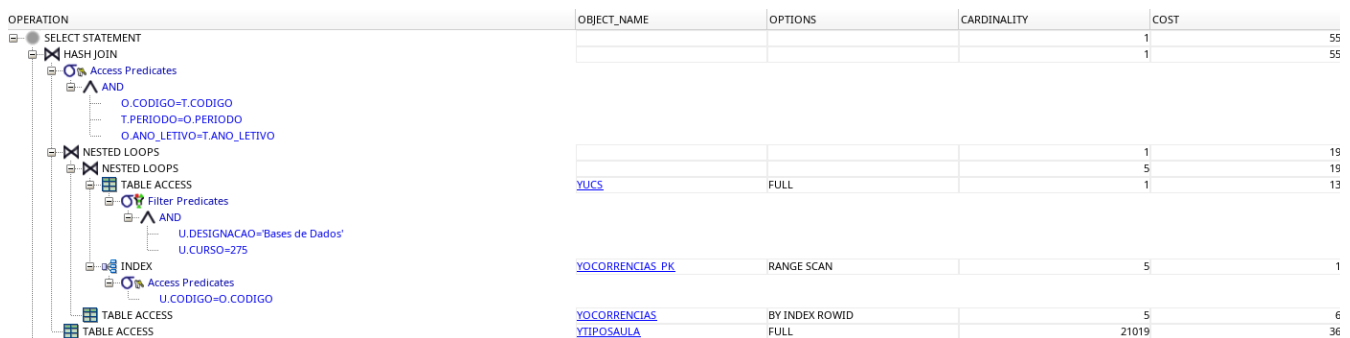 OPERATION OBJECT_NAME OPTIONS CARDINALITY COST
SELECT STATEMENT 1 55
HASH JOIN 1 55
Access Predicates
AND
O.CODIGO=T.CODIGO
T.PERIODO=O.PERIODO
O.ANO_LETIVO=T.ANO_LETIVO
NESTED LOOPS 1 19
NESTED LOOPS 5 19
TABLE ACCESS YUCS FULL 1 13
Filter Predicates
AND
U.DESIGNACAO='Bases de Dados'
U.CURSO=275
INDEX YOCORRENCIAS_PK RANGE SCAN 5 1
Access Predicates
U.CODIGO=O.CODIGO
TABLE ACCESS YOCORRENCIAS BY INDEX ROWID 5 6
TABLE ACCESS YTIPOSAULA FULL 21019 36